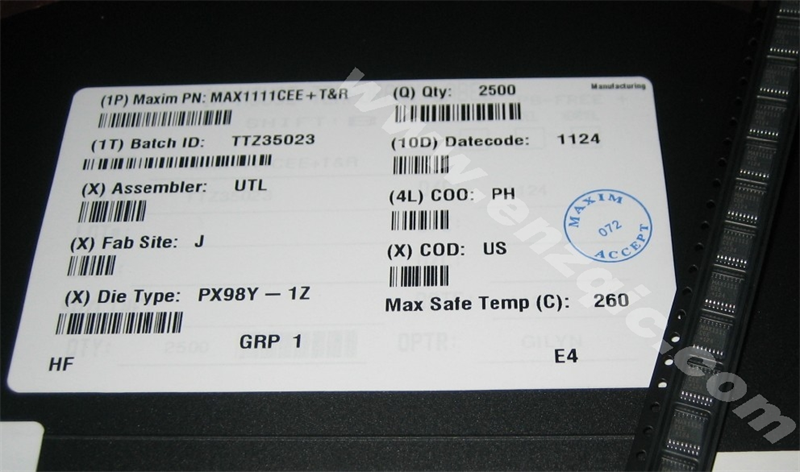 (1P) Maxim PN: MAX1111CEE+T&R
(Q) Qty: 2500
Manufacturing
(1T) Batch ID: TTZ35023
(10D) Datecode: 1124
(X) Assembler: UTL
(4L) COO: PH
MAXIM
072
ACCEPT
(X) Fab Site: J
(X) COD: US
(X) Die Type: PX98Y – 1Z
Max Safe Temp (C): 260
GRP 1
HF
E4
www.enzqic.com